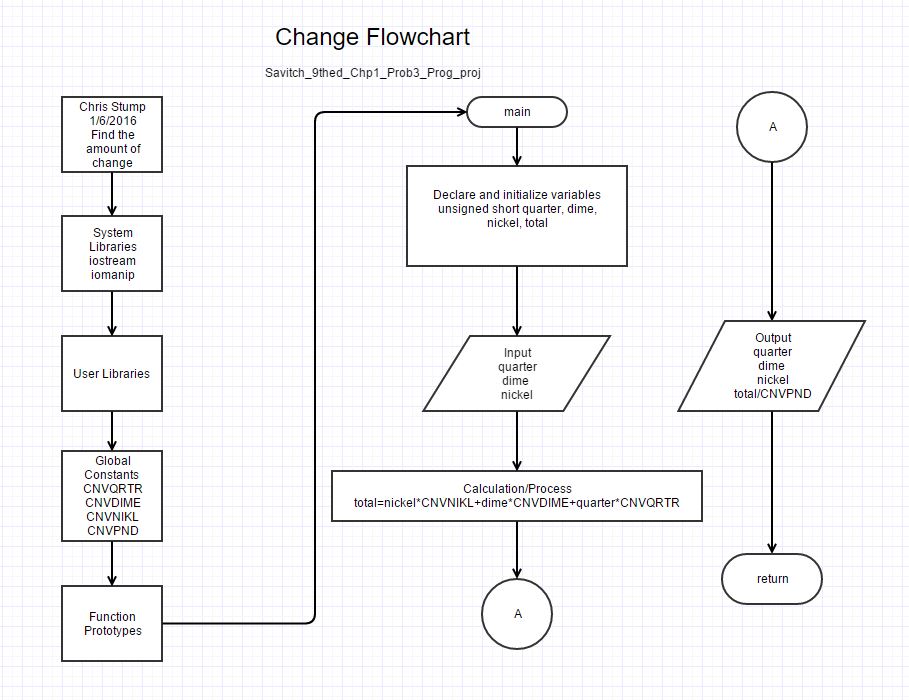 Change Flowchart
Savitch_9thed_Chp1_Prob3_Prog_proj
Chris Stump
1/6/2016
Find the
amount of
change
System
Libraries
iostream
iomanip
User Libraries
Global
Constants
CNVQRTR
CNVDIME
CNVNIKL
CNVPND
Function
Prototypes
main
Declare and initialize variables
unsigned short quarter, dime,
nickel, total
Input
quarter
dime
nickel
Calculation/Process
total=nickel*CNVNIKL+dime*CNVDIME+quarter*CNVQRTR
A
A
Output
quarter
dime
nickel
total/CNVPND
return